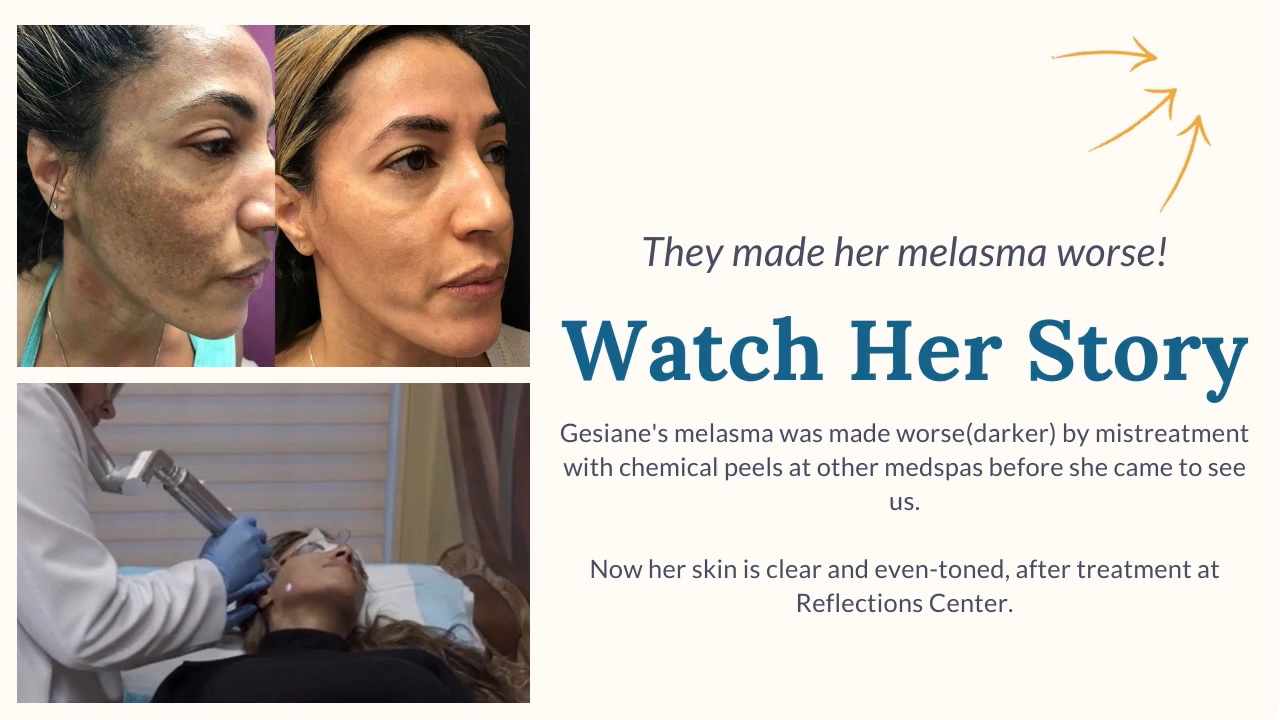 They made her melasma worse!
Watch Her Story
Gesiane's melasma was made worse(darker) by mistreatment
with chemical peels at other medspas before she came to see
us.
Now her skin is clear and even-toned, after treatment at
Reflections Center.